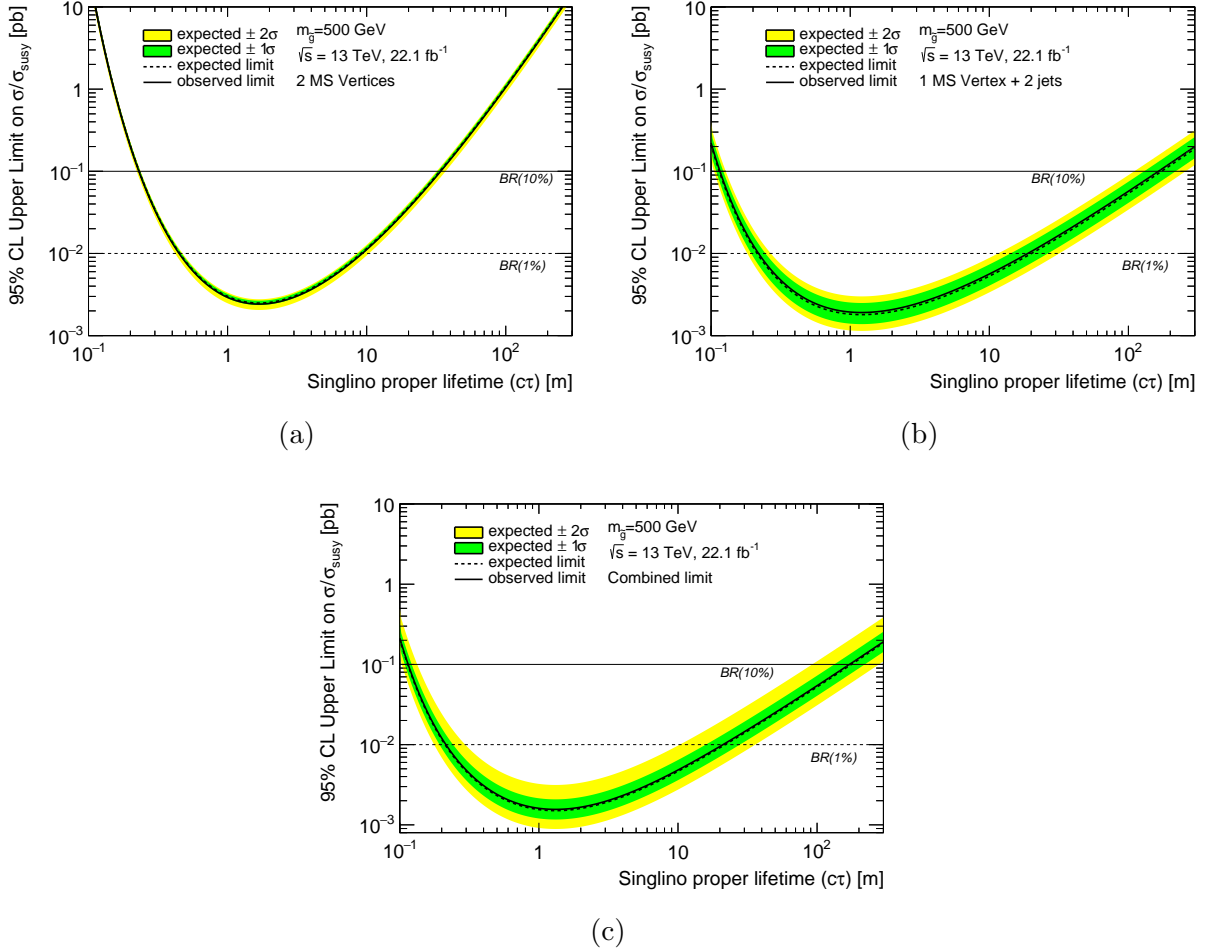 95% CL Upper Limit on σ/σ_susy [pb]
10
1
10⁻¹
10⁻²
10⁻³
expected ± 2σ
expected ± 1σ
expected limit
observed limit
m_g̃=500 GeV
√s = 13 TeV, 22.1 fb⁻¹
2 MS Vertices
BR(10%)
BR(1%)
10⁻¹ 1 10 10²
Singlino proper lifetime (cτ) [m]
(a)
95% CL Upper Limit on σ/σ_susy [pb]
10
1
10⁻¹
10⁻²
10⁻³
expected ± 2σ
expected ± 1σ
expected limit
observed limit
m_g̃=500 GeV
√s = 13 TeV, 22.1 fb⁻¹
1 MS Vertex + 2 jets
BR(10%)
BR(1%)
10⁻¹ 1 10 10²
Singlino proper lifetime (cτ) [m]
(b)
95% CL Upper Limit on σ/σ_susy [pb]
10
1
10⁻¹
10⁻²
10⁻³
expected ± 2σ
expected ± 1σ
expected limit
observed limit
m_g̃=500 GeV
√s = 13 TeV, 22.1 fb⁻¹
Combined limit
BR(10%)
BR(1%)
10⁻¹ 1 10 10²
Singlino proper lifetime (cτ) [m]
(c)